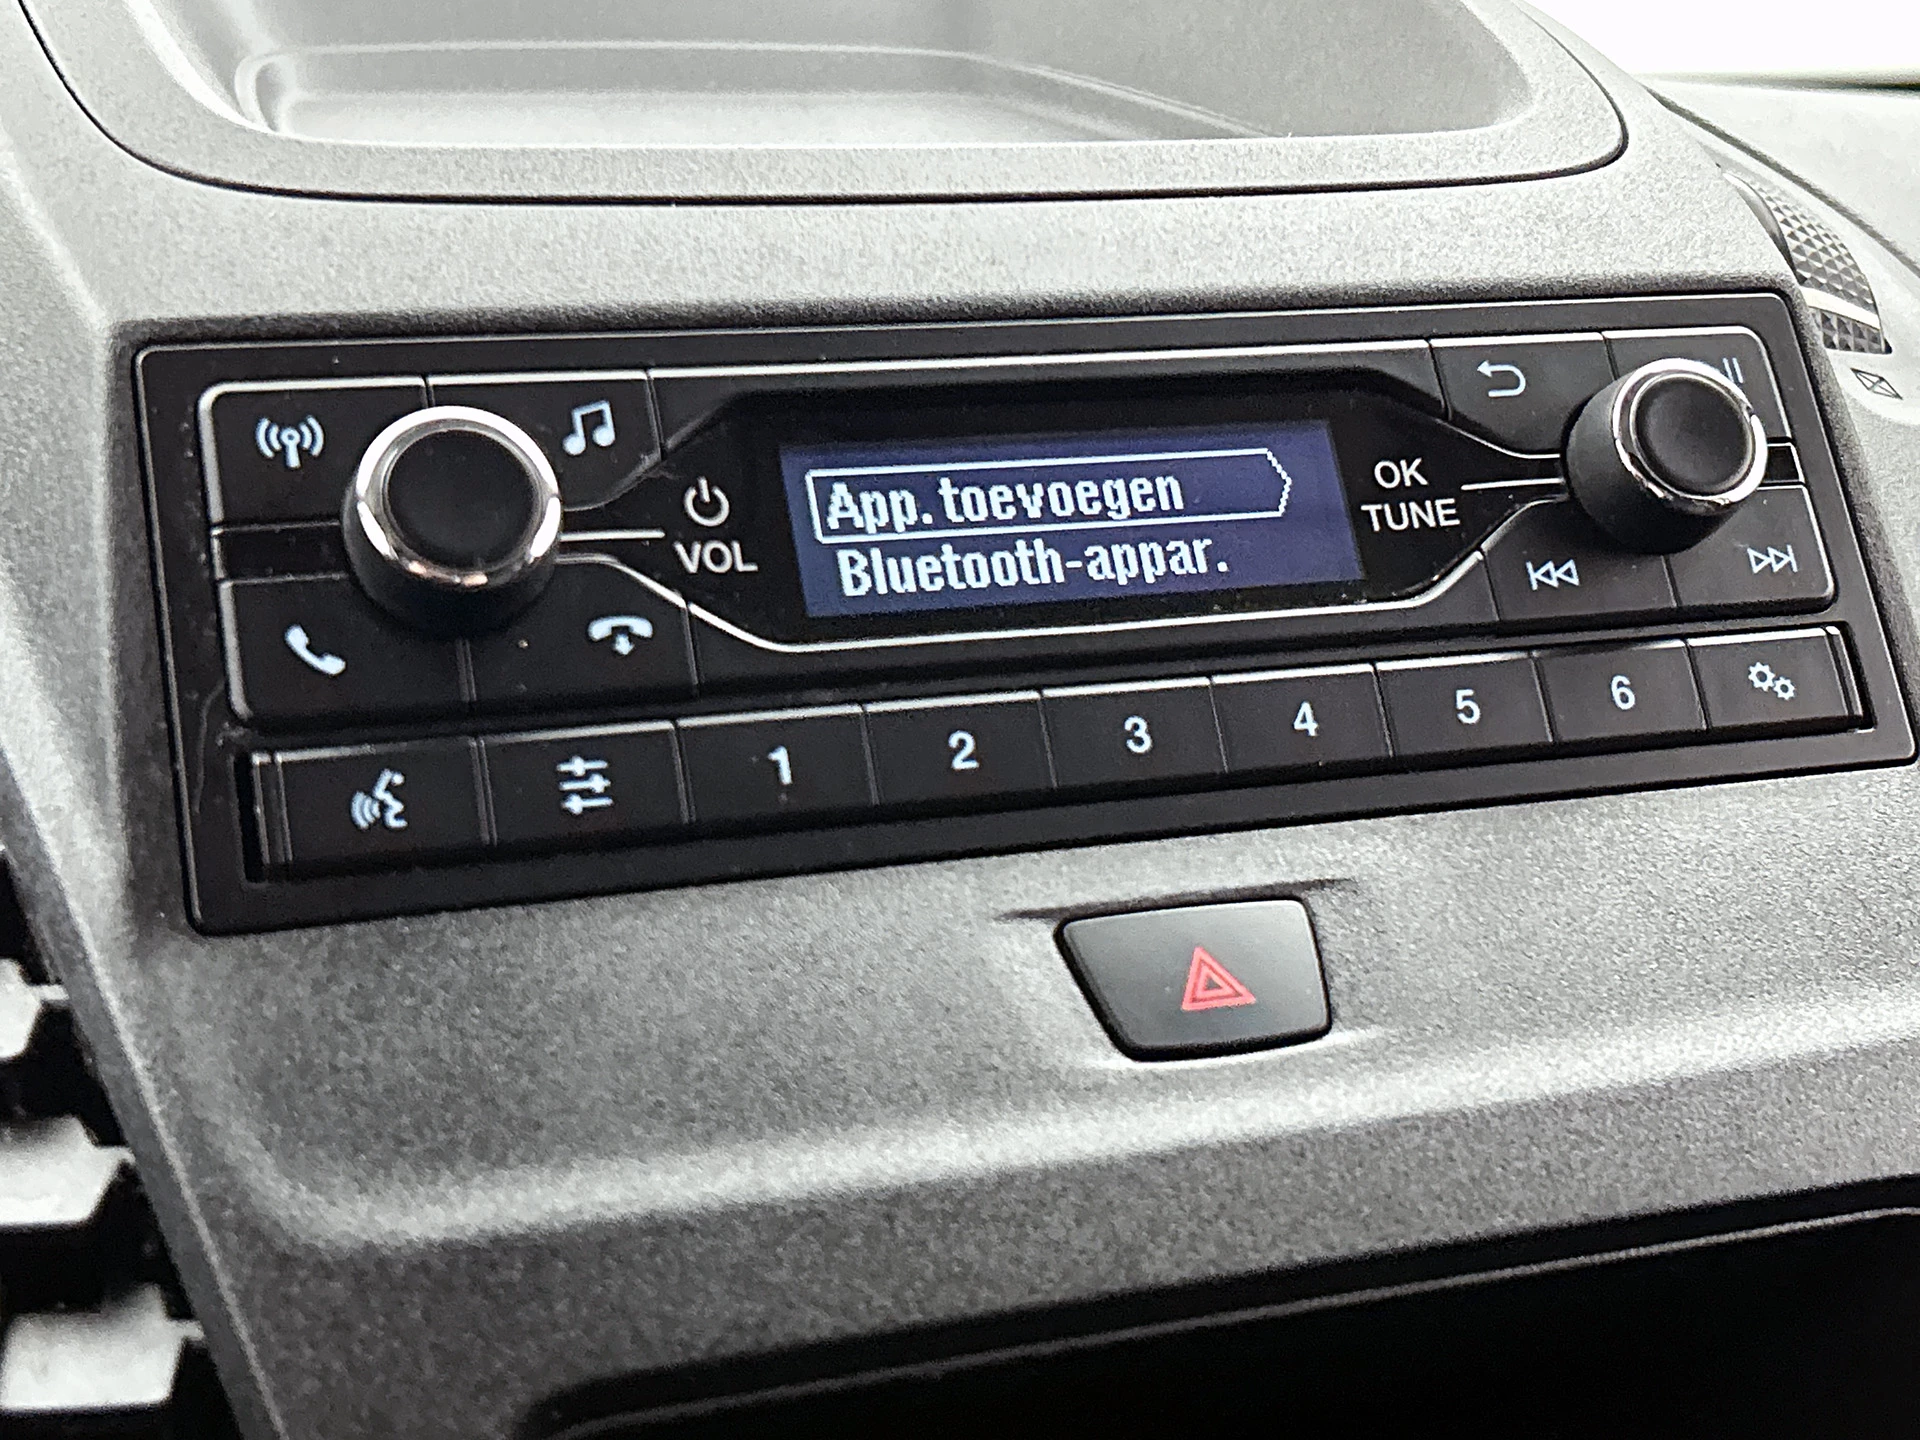 App. toevoegen
Bluetooth-appar.
VOL
OK
TUNE
1 2 3 4 5 6